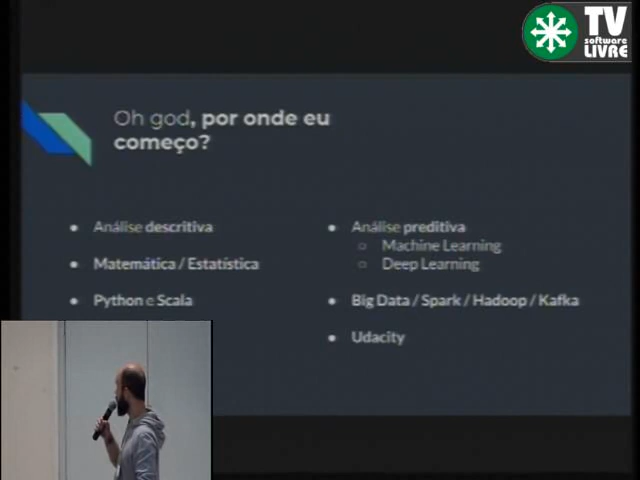 TV
software
LIVRE
Oh god, por onde eu
começo?
Análise descritiva
Matemática / Estatística
Python e Scala
Análise preditiva
Machine Learning
Deep Learning
Big Data / Spark / Hadoop / Kafka
Udacity